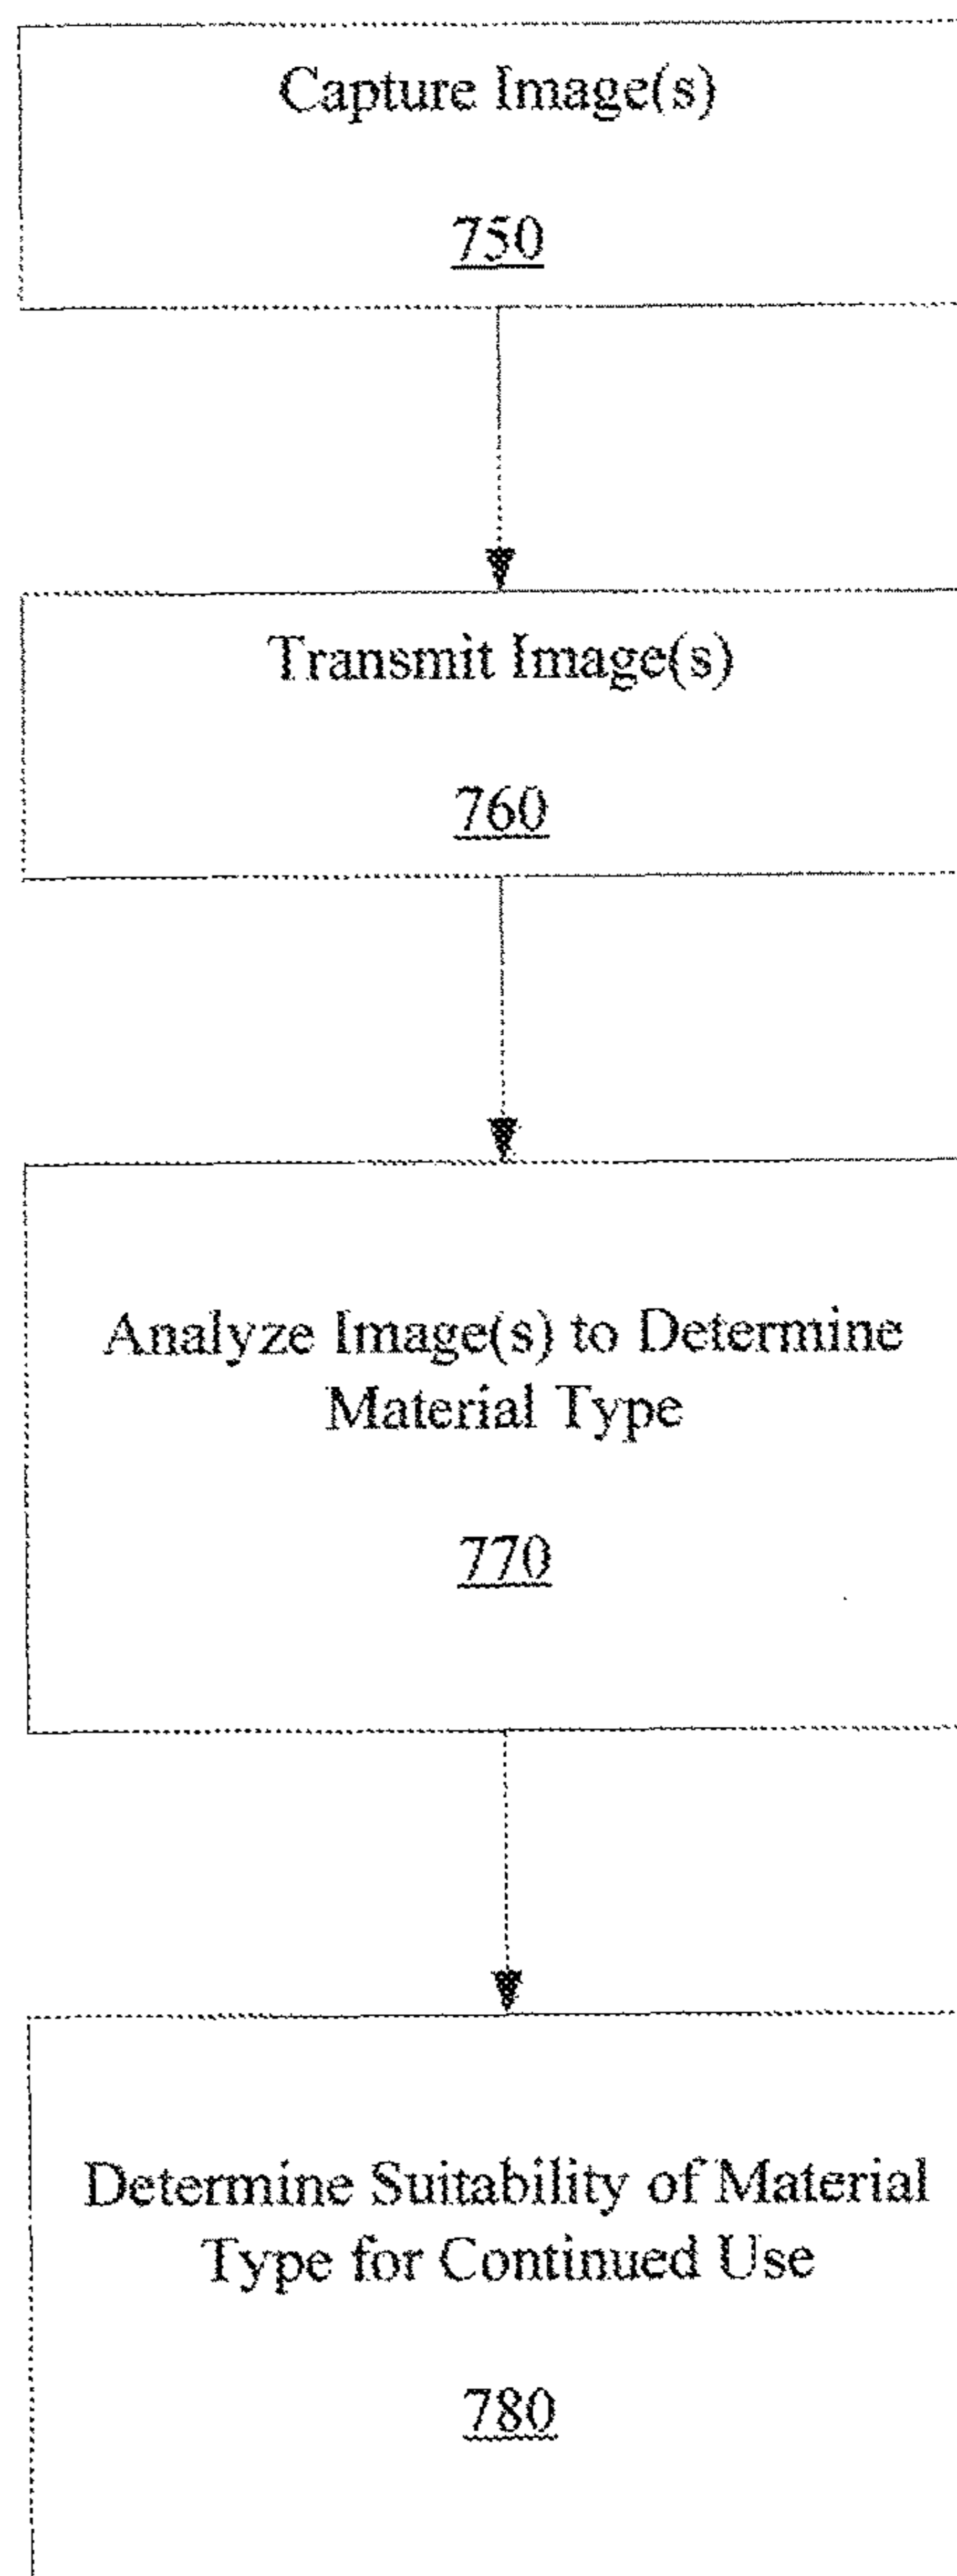 Capture Image(s)
750
Transmit Image(s)
760
Analyze Image(s) to Determine
Material Type
770
Determine Suitability of Material
Type for Continued Use
780